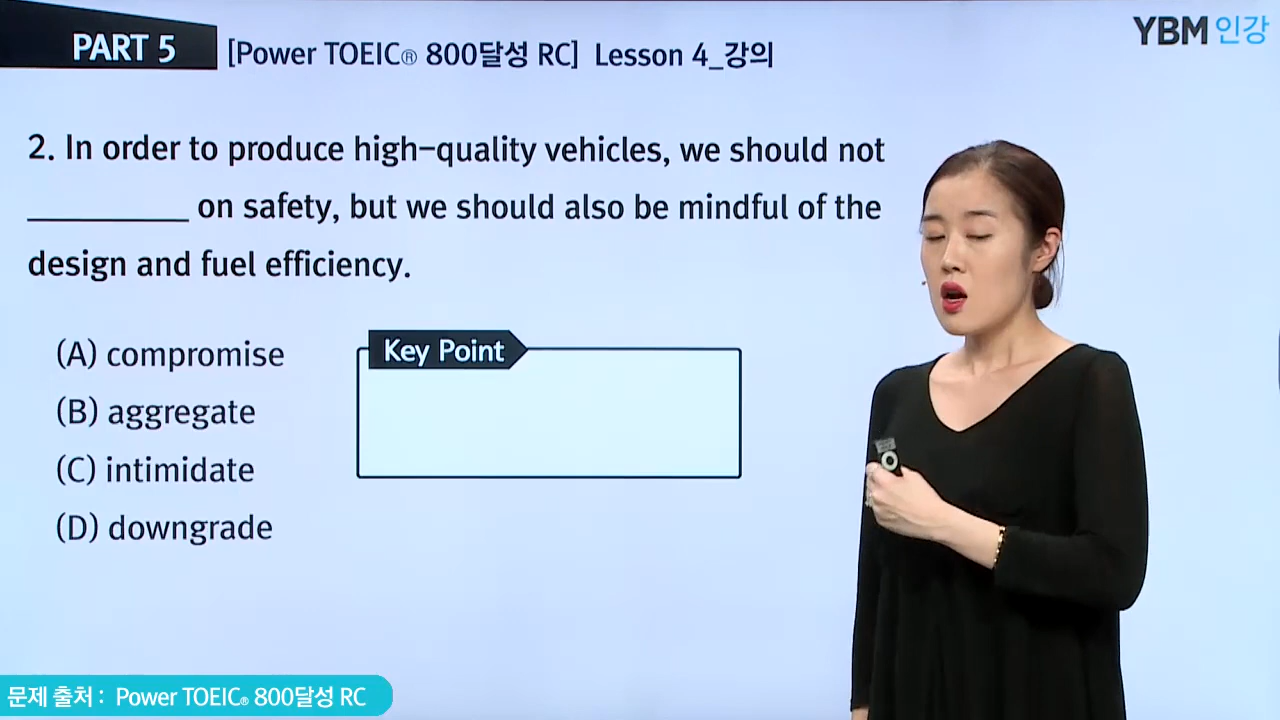 PART 5
[Power TOEIC® 800달성 RC] Lesson 4_강의
YBM 인강
2. In order to produce high-quality vehicles, we should not
__________ on safety, but we should also be mindful of the
design and fuel efficiency.
(A) compromise
(B) aggregate
(C) intimidate
(D) downgrade
Key Point
문제 출처 : Power TOEIC® 800달성 RC